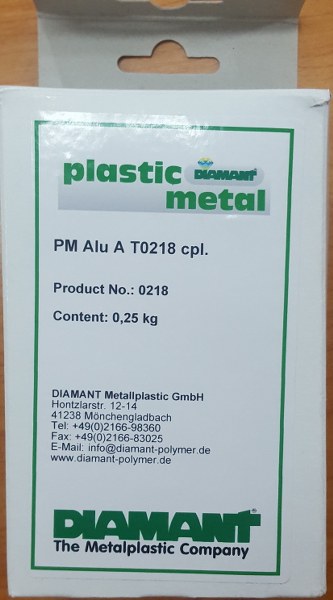 plastic DIAMANT
metal
PM Alu A T0218 cpl.
Product No.: 0218
Content: 0,25 kg
DIAMANT Metallplastic GmbH
Hontzlarstr. 12-14
41238 Mönchengladbach
Tel: +49(0)2166-98360
Fax: +49(0)2166-83025
E-Mail: info@diamant-polymer.de
www.diamant-polymer.de
DIAMANT
The Metalplastic Company